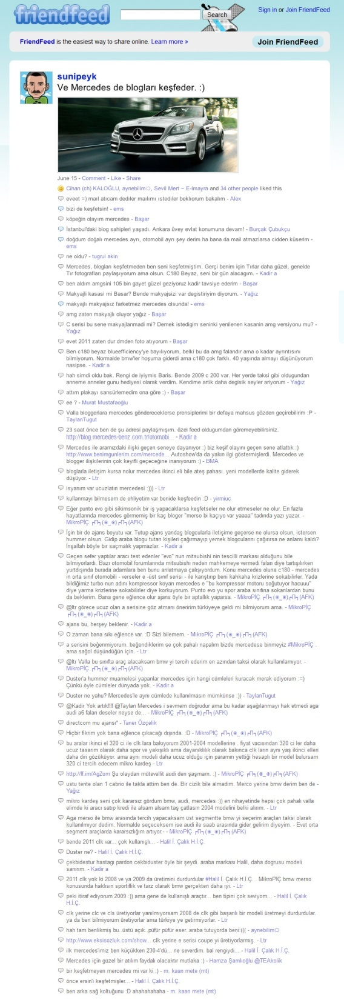 friendfeed
Search
Sign in or Join FriendFeed
FriendFeed is the easiest way to share online. Learn more »
Join FriendFeed
sunipeyk
Ve Mercedes de blogları keşfeder. :)
June 15 - Comment - Like - Share
Cihan (ch) KALOĞLU, aynebilim☼, Sevil Mert ~ E-lmayra and 34 other people liked this
eveet =) maıl atıcam dedıler maılımı ıstedıler beklıorum bakalım - Alex
bizi de keşfetsin! - ems
köpeğin olayım mercedes - Başar
İstanbul'daki blog sahipleri yaşadı. Ankara üvey evlat konumuna devam! - Burçak Çubukçu
doğdum doğalı mercedes ayrı, otomobil ayrı şey derim ha bana da mail atmazlarsa cidden küserim -
ems
ne oldu? - tugrul akin
Mercedes, blogları keşfetmeden ben seni keşfetmiştim. Gerçi benim için Tırlar daha güzel, genelde
Tır fotografları paylaşıyorum ama olsun. C180 Beyaz, seni bir gün alacagım. - Kadir a
ben aldım amgsini 105 bin gayet güzel geziyoruz kadir tavsiye ederim - Başar
Makyajli kasasi mi Basar? Bende makyajsizi var degistiriyim diyorum. - Yağız
makyajlı makyajsız farketmez mercedes olsunda! - ems
amg zaten makyajlı oluyor yağız - Başar
C serisi bu sene makyajlanmadi mi? Demek istedigim seninki yenilenen kasanin amg versiyonu mu? -
Yağız
evet 2011 zaten dur dmden foto atıyorum - Başar
Ben c180 beyaz blueefficiency'ye bayılıyorum, belki bu da amg falandır ama o kadar ayrıntısını
bilmiyorum. Normalde bmw'ler hoşuma giderdi ama c180 çok farklı. 40 yaşında almayı düşünüyorum
nasipse. - Kadir a
hah simdi oldu bak. Rengi de iyiymis Baris. Bende 2009 c 200 var. Her yerde taksi gibi oldugundan
anneme anneler gunu hediyesi olarak verdim. Kendime artik daha degisik seyler ariyorum - Yağız
attım plakayı sansürlemedim ona göre :) - Başar
ee ? - Murat Mustafaoğlu
Valla bloggerlara mercedes göndereceklerse prensiplerimi bir defaya mahsus gözden geçirebilirim :P -
TaylanTugut
23 saat önce ben de şu adresi paylaşmışım. özel feed oldugumdan göremeyebilirsiniz.
http://blog.mercedes-benz.com.tr/otomobi... - Kadir a
Mercedes ile aramızdaki ilişki geçen seneye dayanıyor :) biz keşif olayını geçen sene atlattık :)
http://www.benimgunlerim.com/mercede... Autoshow'da da yakın ilgi göstermişlerdi. Mercedes ve
blogger ilişkilerinin çok keyifli geçeceğine inanıyorum :) - BMA
bloglarla iletişim kursa nolur mercedes ikinci eli bile ateş pahası. yeni modellerde kalite giderek
düşüyor. - Ltr
isyanım var ucuzlatın mercedesi :))) - Ltr
kullanmayı bilmesem de ehliyetim var benide keşfeedin :D - yirmiuc
Eğer punto evo gibi sikimsonik bir iş yapacaklarsa keşfetseler ne olur etmeseler ne olur. En fazla
hayatlarında mercedes görmemiş bir kaç bloger "merso bi kaçıyo var yaaaa" tadında yazı yazar. -
MikroPİÇ ┌П┐(◉_◉)┌П┐(AFK)
İşin bir de ajans boyutu var. Tutup ajans yandaş blogcularla iletişime geçerse ne olursa olsun, istersen
hummer olsun. Gidip araba blogu tutan kişileri çağırmayıp yemek blogcularını çağırırsa ne anlamı kaldı?
İnşallah böyle bir saçmalık yapmazlar. - Kadir a
Geçen sefer yaptılar aracı test edenler "evo" nun mitsubishi nin tescilli markası olduğunu bile
bilmiyorlardı. Bazı otomobil forumlarında mitsubishi neden mahkemeye vermedi falan diye tartışılırken
yurtdışında burada adamlara ben bunu anlatmaya çalışıyordum. Konu mercedes oluna c180 - mercedes
in orta sınıf otomobili - verseler e -üst sınıf serisi - ile karıştırıp beni kahkaha krizlerine sokabilirler. Yada
bildiğimiz turbo nun adını kompressor koyan mercedes e "bu kompressor motoru soğutuyor hacuuu"
diye yarma krizlerine sokabilirler diye korkuyorum. Punto evo yu spor araba sınıfına sokanlardan bunu
da beklerim. Bana gene eğlence olur ajans öyle bir aptallık yaparsa. - MikroPİÇ ┌П┐(◉_◉)┌П┐(AFK)
@ltr görece ucuz olan a serisine göz atmanı öneririm türkiyeye geldi mi bilmiyorum ama. - MikroPİÇ
┌П┐(◉_◉)┌П┐(AFK)
ajans bu, herşey beklenir. - Kadir a
O zaman bana sıkı eğlence var. :D Sizi bilemem. - MikroPİÇ ┌П┐(◉_◉)┌П┐(AFK)
a serisini beğenmiyorum. beğendiklerim se çok pahalı napalım bizde mercedese binmeyiz #MikroPİÇ .
ama sağol düşündüğün için. - Ltr
@ltr Valla bu sınıfta araç alacaksam bmw yi tercih ederim en azından taksi olarak kullanılamıyor. -
MikroPİÇ ┌П┐(◉_◉)┌П┐(AFK)
Duster'a hummer muamelesi yapanlar mercedes için hangi cümleleri kuracak merak ediyorum :=)
Çünkü öyle cümleler dünyada yok. - Kadir a
Duster ne yahu? Mercedes'le aynı cümlede kullanılmasın mümkünse :)) - TaylanTugut
@Kadir Yok artık!!!! @Taylan Mercedes i sevmem doğrudur ama bu kadar aşağılanmayı hak etmedi aga
audi a6 falan deseler neyse de... - MikroPİÇ ┌П┐(◉_◉)┌П┐(AFK)
directcom mu ajansı" - Taner Özçelik
Hiçbir fikrim yok bana eğlence çıkacağı dışında. :D - MikroPİÇ ┌П┐(◉_◉)┌П┐(AFK)
bu aralar ikinci el 320 ci ile clk lara bakıyorum 2001-2004 modellerine . fiyat vacısından 320 ci ler daha
ucuz tasarım olarak daha spor ve yakışıklı ama dayanıklılık olarak bakınca clk ların aynı yaş ikinci elleri
daha diri gözüküyor. ama aynı modeli daha ucuz olduğu için paramın yettiği hesaplı bir model bulursam
320 ci tercih edecem mikro kardeş - Ltr
http://ff.im/AgZom Şu olaydan mütevellit audi den şaşmam. :) - MikroPİÇ ┌П┐(◉_◉)┌П┐(AFK)
ustu tente olan 1 cabrio ile takla attim ben de. Bir cizik bile almadim. Merco yerine bmw derim ben de -
Yağız
mikro kardeş seni çok kararsız gördum bmw, audi, mercedes :)) en nihayetinde hepsi çok pahalı valla
elimde ki aracı satıp kredi ile alsam alsam taş çatlasın 2004 modelini belki alırım. - Ltr
Aga merso ile bmw arasında tercih yapacaksam üst segmentte bmw yi seçerim araçları taksi olarak
kullanılmıyor dedim. Normalde seçeceksem ise audi ile saab arasında gider gelirim diyeyim. - Evet orta
segment araçlarda kararsızlığım artıyor.- - MikroPİÇ ┌П┐(◉_◉)┌П┐(AFK)
bende 2011 clk var... çok kullanışlı... - Halil İ. Çalık H.İ.Ç.
Duster ne? - Halil İ. Çalık H.İ.Ç.
çekbidestur hastagı pardon cekbiduster öyle bir şeydi. araba markası Halil, daha dogrusu modeli
sanırım. - Kadir a
2011 clk yok ki 2008 ve ya 2009 da üretimini durdurdular #Halil İ. Çalık H.İ.Ç. . MikroPİÇ bmw merso
konusunda haklısın sportiflik ve tarz olarak bmw gerçekten daha iyi. - Ltr
peki itiraf ediyorum 2009 :)) ama gene de kullanışlı araçtır... ben tipini çok seviyom... - Halil İ. Çalık
H.İ.Ç.
clk yerine clc ve cls üretiyorlar yanılmıyorsam 2008 de clk gibi başarılı bir modeli üretmeyi durdurdular.
ya da ben bilmiyorum üretiyorlar ama türkiye ye getirmiyorlar. - Ltr
hah tam benlikmiş bu..üstü açık..püfür püfür eser..araba tutuyorda beni:((( - aynebilim☼
http://www.eksisozluk.com/show... clk yerine e serisi coupe yi üretiyorlarmış. - Ltr
ilk mercedes'imiz ben küçükken 230-4'dü... ne severdim. bal rengiydi... - Halil İ. Çalık H.İ.Ç.
Mercedes için güzel bir atılım faydalı olacaktır mutlaka :) - Hamza Şamlıoğlu @TEAkolik
bir keşfetmeyen mercedes mi var ki :) - m. kaan mete (mt)
önce ersin'i keşfetmişler... - Halil İ. Çalık H.İ.Ç.
ben arka sağ koltuğunu :D ahahahahaha - m. kaan mete (mt)